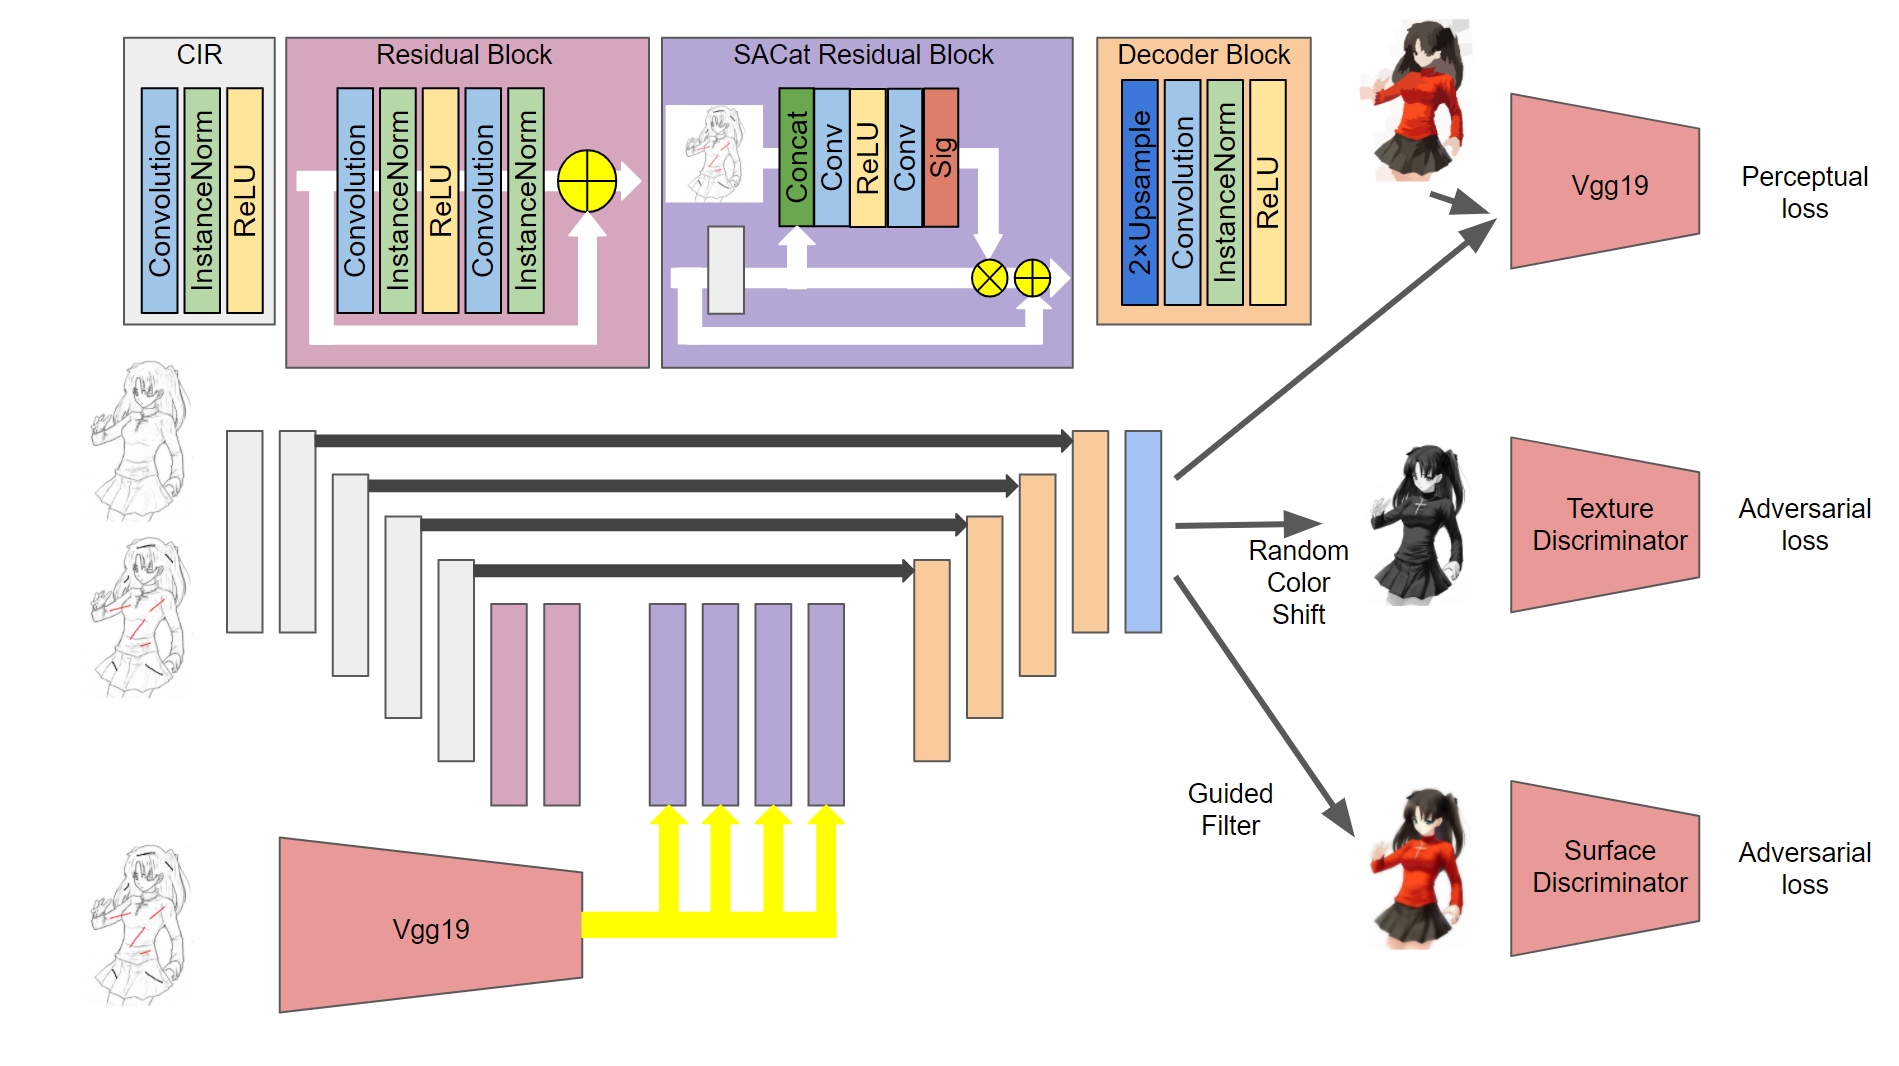 CIR
Convolution
InstanceNorm
ReLU
Residual Block
Convolution
InstanceNorm
ReLU
Convolution
InstanceNorm
SACat Residual Block
Concat
Conv
ReLU
Conv
Sig
Decoder Block
2×Upsample
Convolution
InstanceNorm
ReLU
Vgg19
Perceptual
loss
Random
Color
Shift
Texture
Discriminator
Adversarial
loss
Guided
Filter
Surface
Discriminator
Adversarial
loss
Vgg19